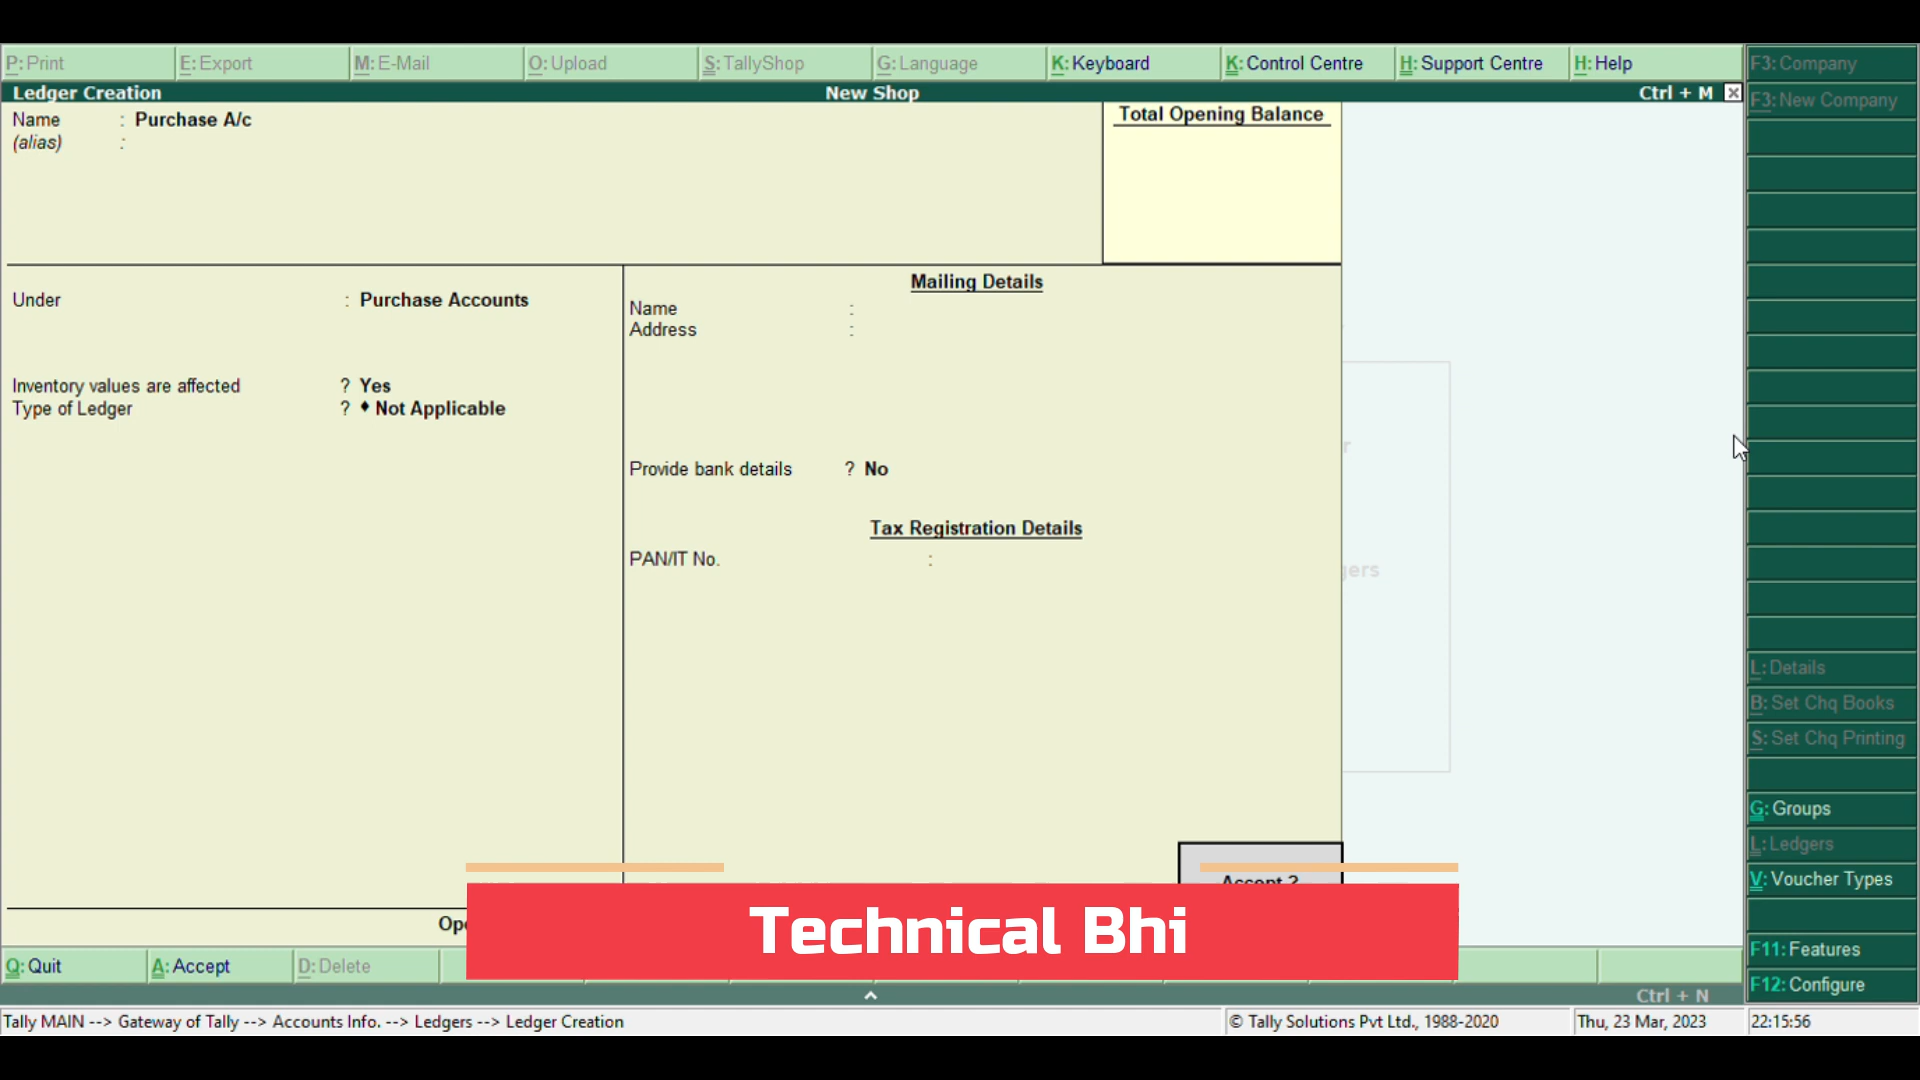 P: Print E: Export M: E-Mail O: Upload S: TallyShop G: Language K: Keyboard K: Control Centre H: Support Centre H: Help
F3: Company
Ledger Creation New Shop Ctrl + M
F3: New Company
Name : Purchase A/c
(alias) :
Total Opening Balance
Under : Purchase Accounts
Inventory values are affected ? Yes
Type of Ledger ? ♦ Not Applicable
Mailing Details
Name :
Address :
Provide bank details ? No
Tax Registration Details
PAN/IT No. :
L: Details
B: Set Chq Books
S: Set Chq Printing
G: Groups
L: Ledgers
V: Voucher Types
F11: Features
F12: Configure
Accept ?
Technical Bhi
Q: Quit A: Accept D: Delete
Ctrl + N
Tally MAIN --> Gateway of Tally --> Accounts Info. --> Ledgers --> Ledger Creation © Tally Solutions Pvt Ltd., 1988-2020 Thu, 23 Mar, 2023 22:15:56